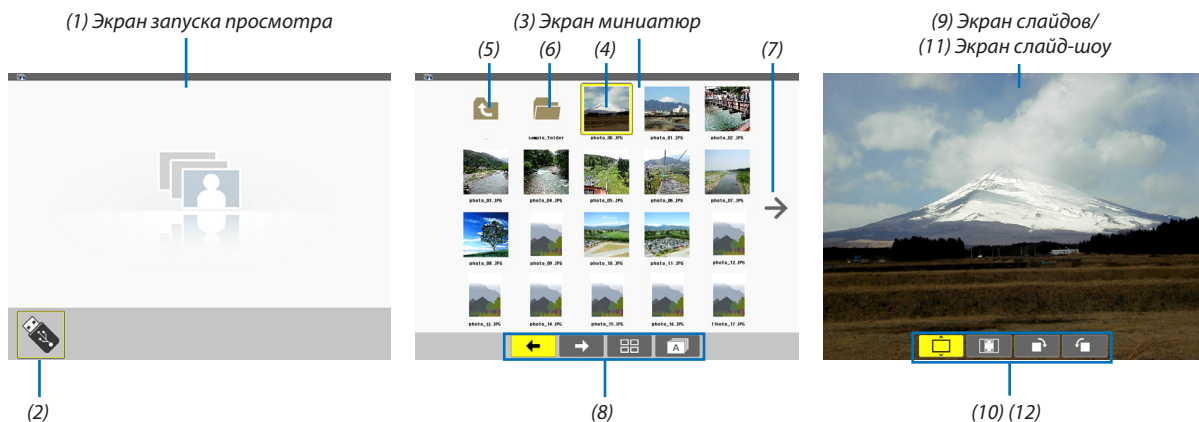 (1) Экран запуска просмотра
(3) Экран миниатюр
(9) Экран слайдов/
(11) Экран слайд-шоу
(5) (6) (4) (7)
sample_folder photo_00.JPG photo_01.JPG photo_02.JPG
photo_03.JPG photo_04.JPG photo_05.JPG photo_06.JPG photo_07.JPG
photo_08.JPG photo_09.JPG photo_10.JPG photo_11.JPG photo_12.JPG
photo_13.JPG photo_14.JPG photo_15.JPG photo_16.JPG Photo_17.JPG
A
(2) (8) (10) (12)